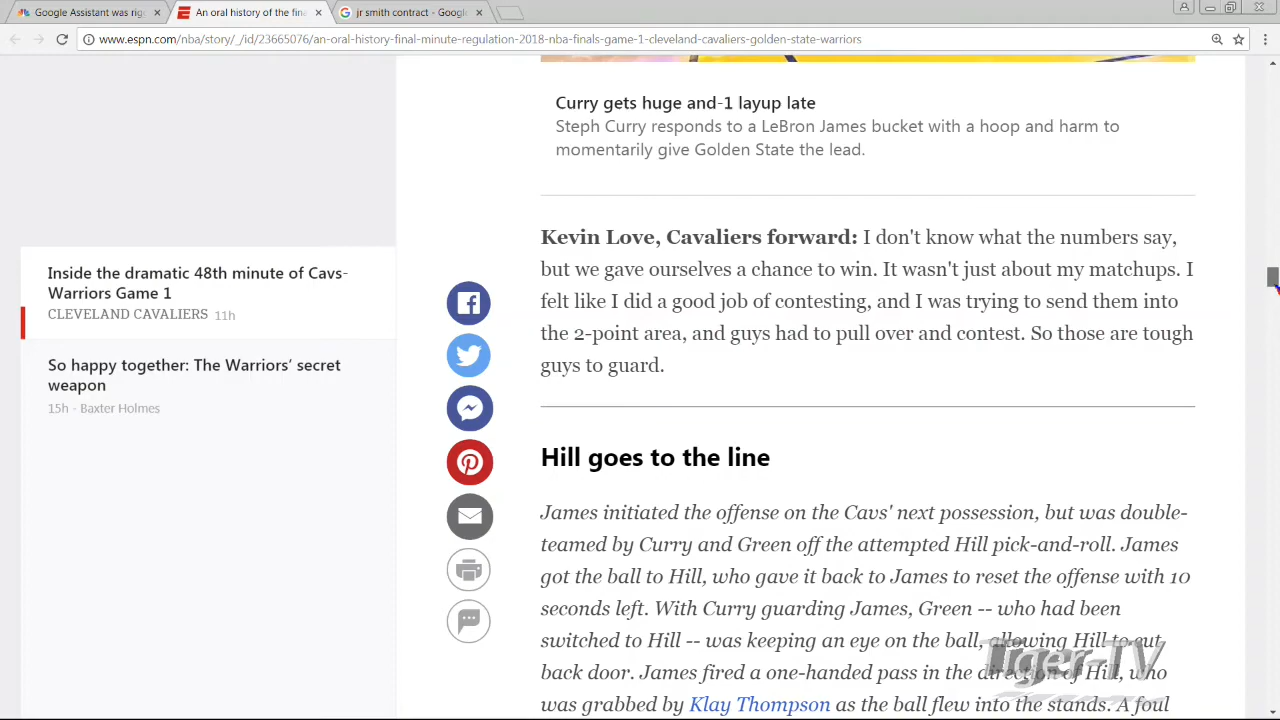 Google Assistant was rig
An oral history of the fina
jr smith contract - Google
www.espn.com/nba/story/_/id/23665076/an-oral-history-final-minute-regulation-2018-nba-finals-game-1-cleveland-cavaliers-golden-state-warriors
Curry gets huge and-1 layup late
Steph Curry responds to a LeBron James bucket with a hoop and harm to
momentarily give Golden State the lead.
Kevin Love, Cavaliers forward: I don't know what the numbers say,
but we gave ourselves a chance to win. It wasn't just about my matchups. I
felt like I did a good job of contesting, and I was trying to send them into
the 2-point area, and guys had to pull over and contest. So those are tough
guys to guard.
Inside the dramatic 48th minute of Cavs-
Warriors Game 1
CLEVELAND CAVALIERS 11h
So happy together: The Warriors’ secret
weapon
15h - Baxter Holmes
Hill goes to the line
James initiated the offense on the Cavs' next possession, but was double-
teamed by Curry and Green off the attempted Hill pick-and-roll. James
got the ball to Hill, who gave it back to James to reset the offense with 10
seconds left. With Curry guarding James, Green -- who had been
switched to Hill -- was keeping an eye on the ball, allowing Hill to cut
back door. James fired a one-handed pass in the direction of Hill, who
was grabbed by Klay Thompson as the ball flew into the stands. A foul
Tiger-TV